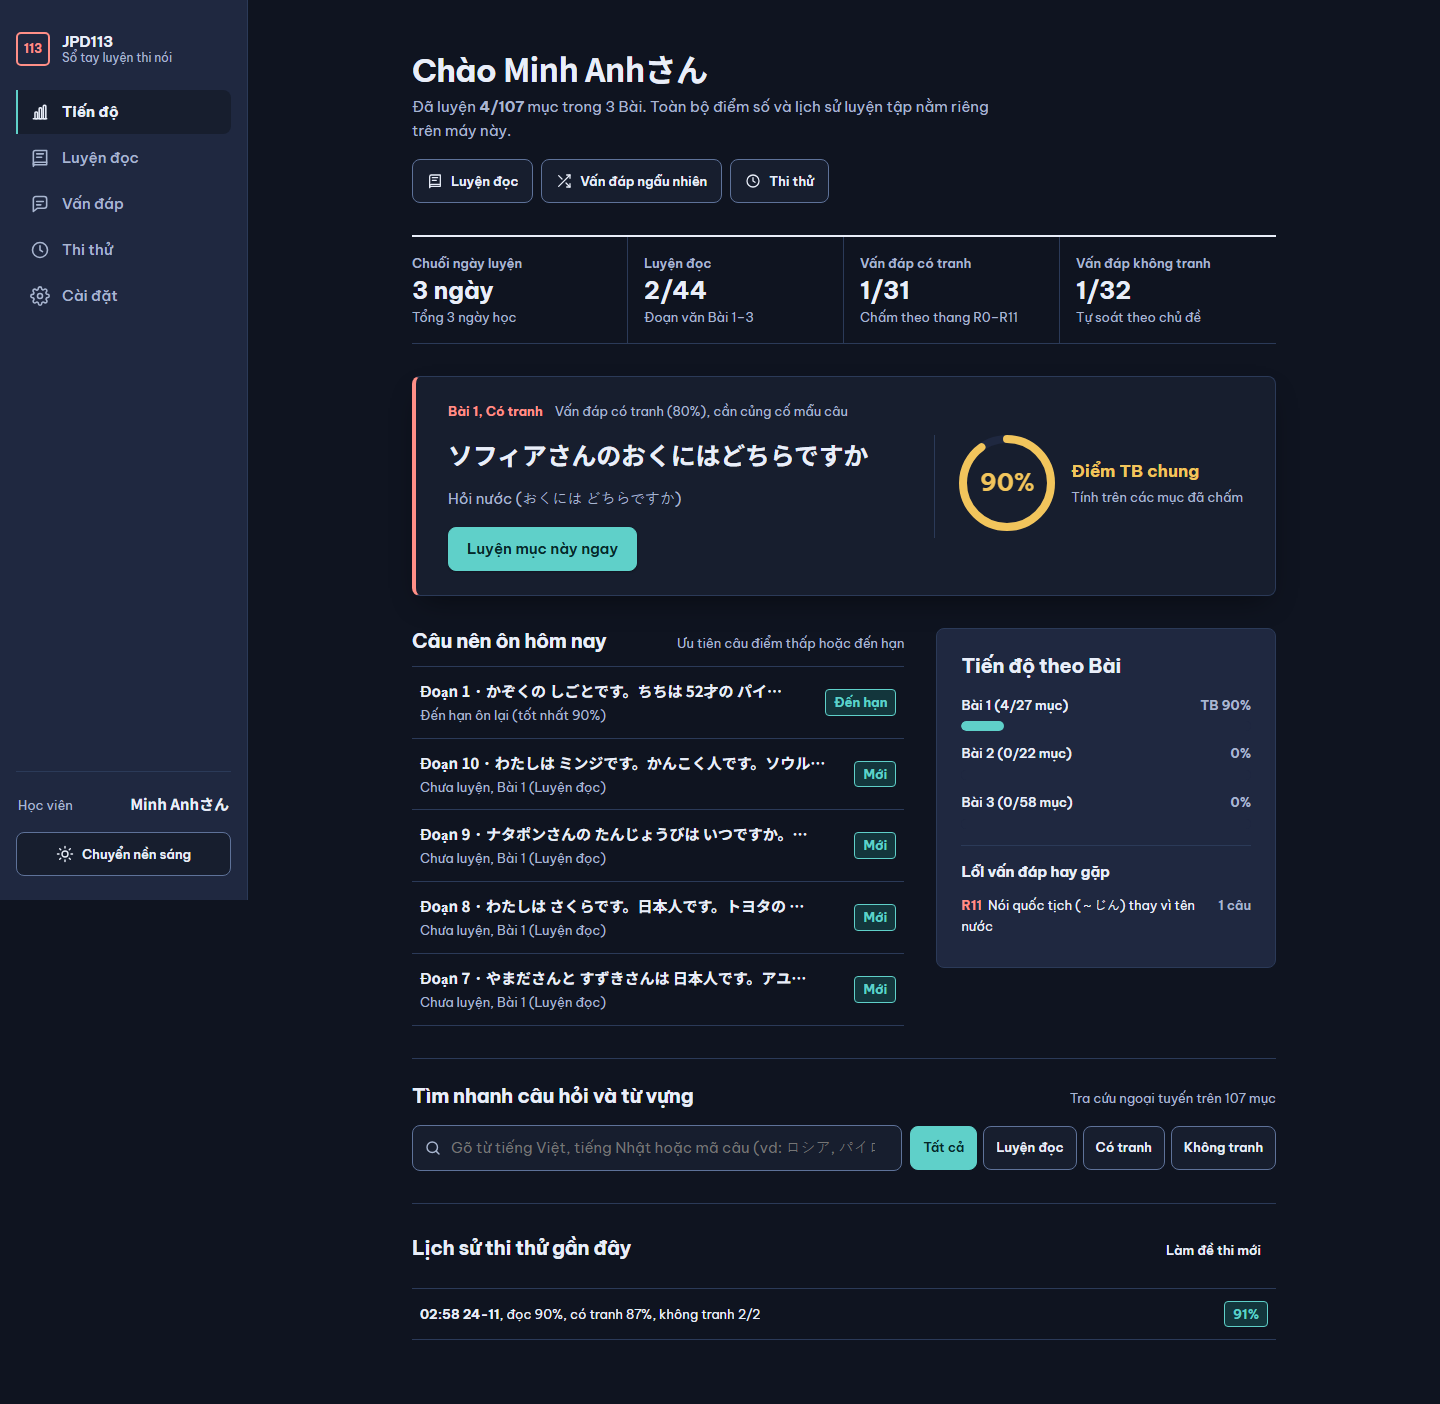 113
JPD113
Sổ tay luyện thi nói
Tiến độ
Luyện đọc
Vấn đáp
Thi thử
Cài đặt
Học viên
Minh Anhさん
Chuyển nền sáng
Chào Minh Anhさん
Đã luyện 4/107 mục trong 3 Bài. Toàn bộ điểm số và lịch sử luyện tập nằm riêng
trên máy này.
Luyện đọc
Vấn đáp ngẫu nhiên
Thi thử
Chuỗi ngày luyện
3 ngày
Tổng 3 ngày học
Luyện đọc
2/44
Đoạn văn Bài 1–3
Vấn đáp có tranh
1/31
Chấm theo thang R0–R11
Vấn đáp không tranh
1/32
Tự soát theo chủ đề
Bài 1, Có tranh Vấn đáp có tranh (80%), cần củng cố mẫu câu
ソフィアさんのおくにはどちらですか
Hỏi nước (おくには どちらですか)
Luyện mục này ngay
90%
Điểm TB chung
Tính trên các mục đã chấm
Câu nên ôn hôm nay
Ưu tiên câu điểm thấp hoặc đến hạn
Đoạn 1 · かぞくの しごとです。ちちは 52才の パイ…
Đến hạn ôn lại (tốt nhất 90%)
Đến hạn
Đoạn 10 · わたしは ミンジです。かんこく人です。ソウル…
Chưa luyện, Bài 1 (Luyện đọc)
Mới
Đoạn 9 · ナタポンさんの たんじょうびは いつですか。…
Chưa luyện, Bài 1 (Luyện đọc)
Mới
Đoạn 8 · わたしは さくらです。日本人です。トヨタの …
Chưa luyện, Bài 1 (Luyện đọc)
Mới
Đoạn 7 · やまださんと すずきさんは 日本人です。アユ…
Chưa luyện, Bài 1 (Luyện đọc)
Mới
Tiến độ theo Bài
Bài 1 (4/27 mục) TB 90%
Bài 2 (0/22 mục) 0%
Bài 3 (0/58 mục) 0%
Lỗi vấn đáp hay gặp
R11 Nói quốc tịch (～じん) thay vì tên 1 câu
nước
Tìm nhanh câu hỏi và từ vựng
Tra cứu ngoại tuyến trên 107 mục
Gõ từ tiếng Việt, tiếng Nhật hoặc mã câu (vd: ロシア, パイロ
Tất cả
Luyện đọc
Có tranh
Không tranh
Lịch sử thi thử gần đây
Làm đề thi mới
02:58 24-11, đọc 90%, có tranh 87%, không tranh 2/2
91%